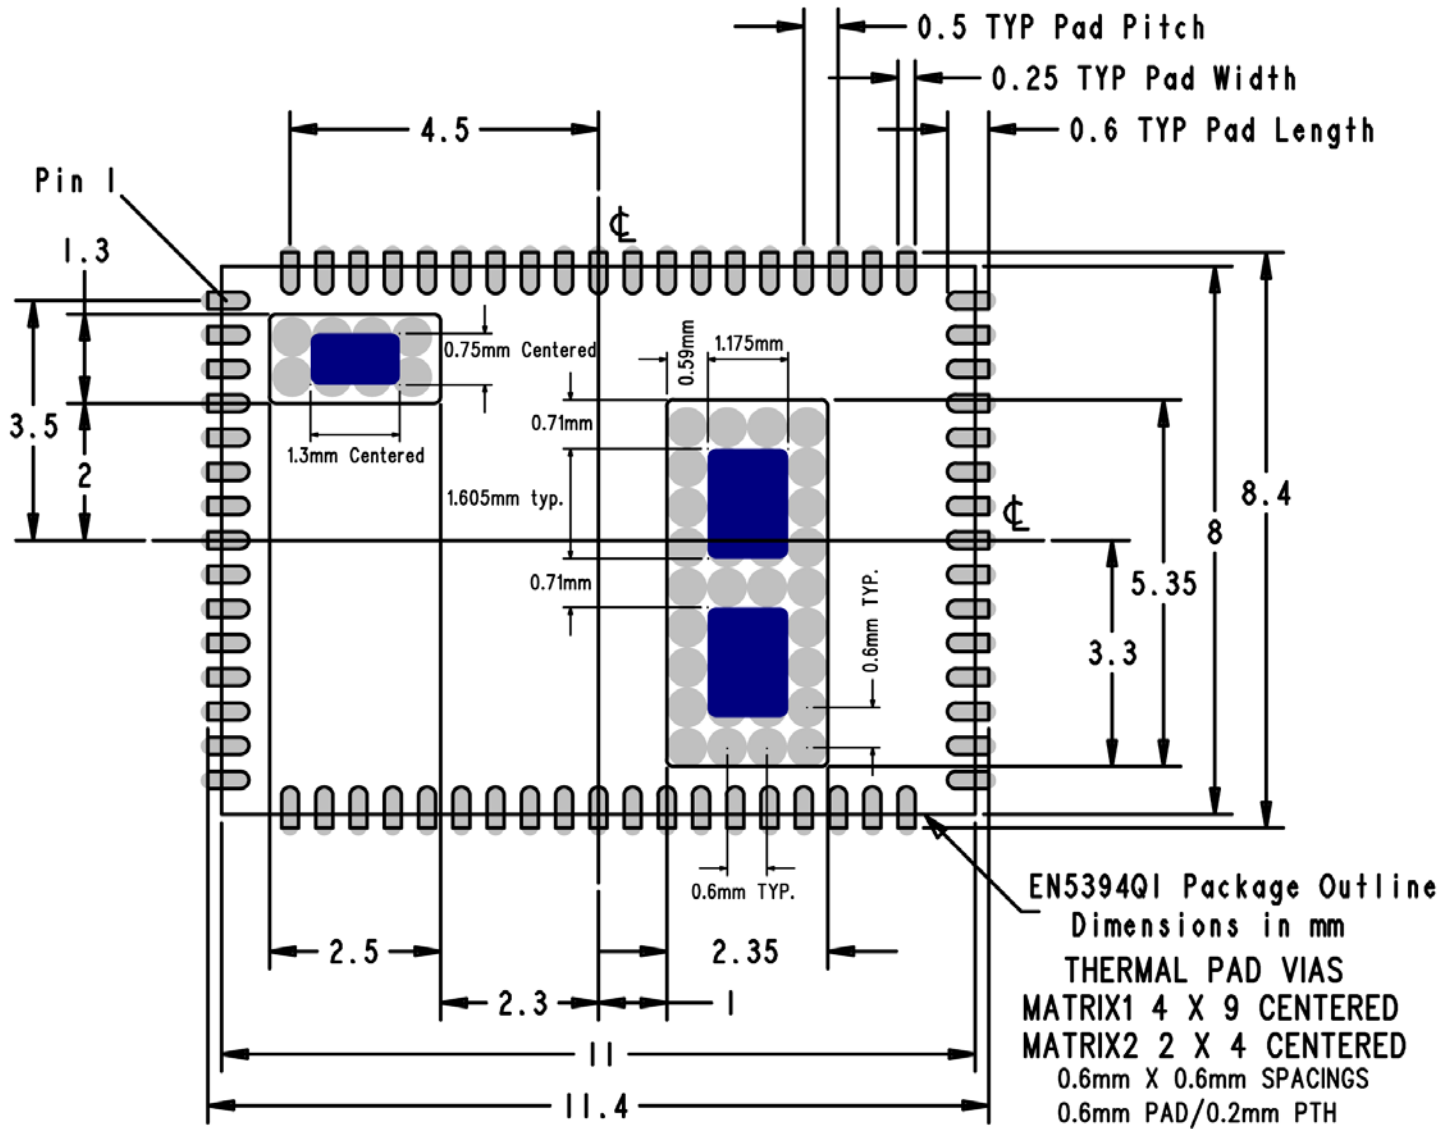 0.5 TYP Pad Pitch
0.25 TYP Pad Width
4.5
0.6 TYP Pad Length
Pin 1
℄
1.3
0.59mm
1.175mm
0.75mm Centered
3.5
0.71mm
1.3mm Centered
2
1.605mm typ.
8.4
℄
8
0.71mm
0.6mm TYP.
5.35
3.3
0.6mm TYP.
EN5394QI Package Outline
Dimensions in mm
2.5
2.35
THERMAL PAD VIAS
2.3
1
MATRIX1 4 X 9 CENTERED
MATRIX2 2 X 4 CENTERED
11
0.6mm X 0.6mm SPACINGS
11.4
0.6mm PAD/0.2mm PTH